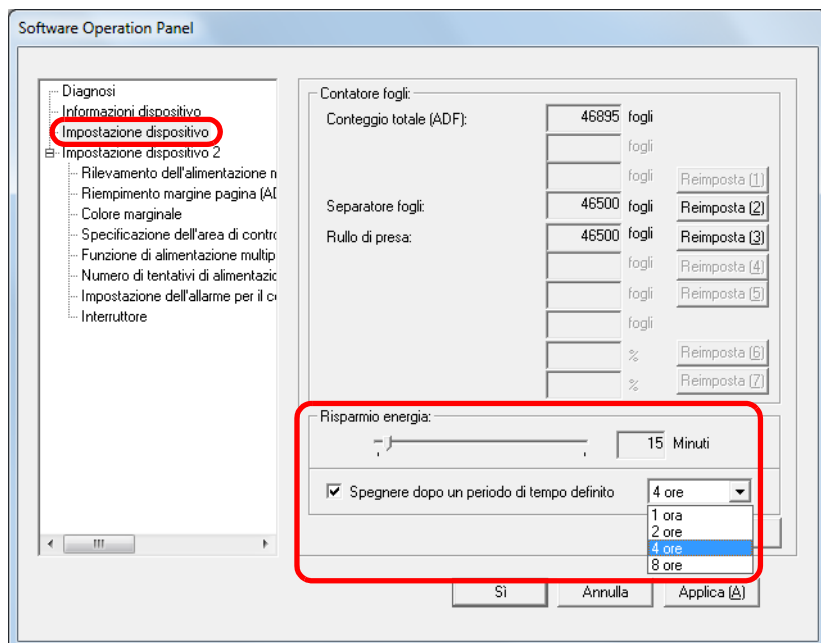 Software Operation Panel
Diagnosi
Informazioni dispositivo
Impostazione dispositivo
Impostazione dispositivo 2
Rilevamento dell'alimentazione n
Riempimento margine pagina (AD
Colore marginale
Specificazione dell'area di contro
Funzione di alimentazione multip
Numero di tentativi di alimentazio
Impostazione dell'allarme per il co
Interruttore
Contatore fogli:
Conteggio totale (ADF): 46895 fogli
fogli
fogli Reimposta (1)
Separatore fogli: 46500 fogli Reimposta (2)
Rullo di presa: 46500 fogli Reimposta (3)
fogli Reimposta (4)
fogli Reimposta (5)
fogli
% Reimposta (6)
% Reimposta (7)
Risparmio energia:
15 Minuti
Spegnere dopo un periodo di tempo definito 4 ore
1 ora
2 ore
4 ore
8 ore
Sì Annulla Applica (A)